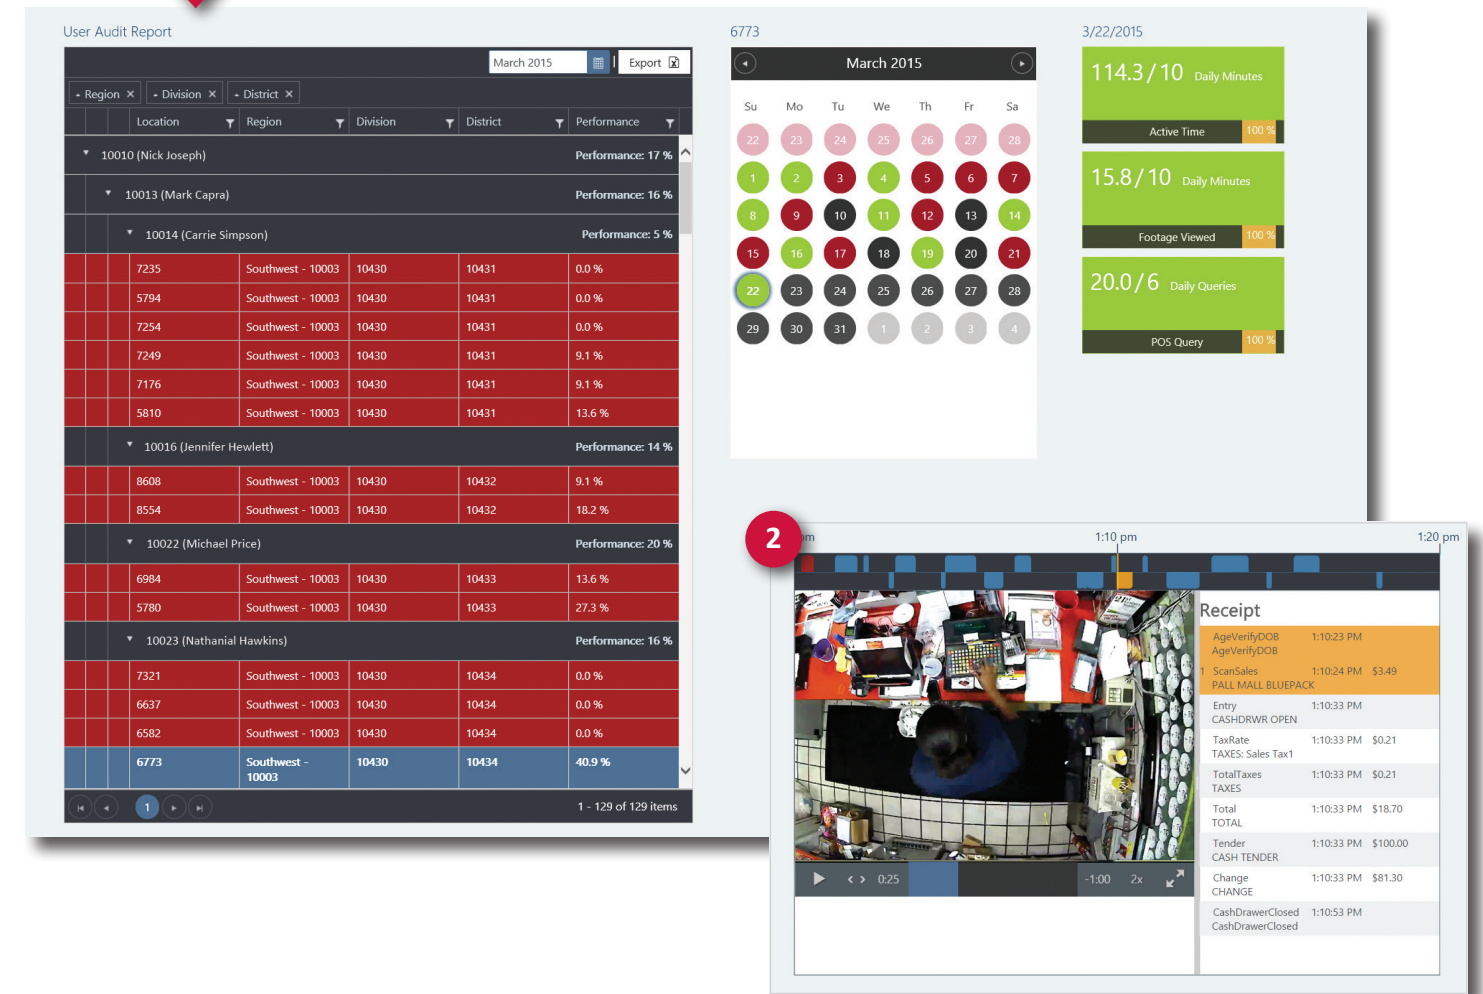 User Audit Report
March 2015 | Export
Region × Division × District ×
Location Region Division District Performance
10010 (Nick Joseph) Performance: 17 %
10013 (Mark Capra) Performance: 16 %
10014 (Carrie Simpson) Performance: 5 %
7235 Southwest - 10003 10430 10431 0.0 %
5794 Southwest - 10003 10430 10431 0.0 %
7254 Southwest - 10003 10430 10431 0.0 %
7249 Southwest - 10003 10430 10431 9.1 %
7176 Southwest - 10003 10430 10431 9.1 %
5810 Southwest - 10003 10430 10431 13.6 %
10016 (Jennifer Hewlett) Performance: 14 %
8608 Southwest - 10003 10430 10432 9.1 %
8554 Southwest - 10003 10430 10432 18.2 %
10022 (Michael Price) Performance: 20 %
6984 Southwest - 10003 10430 10433 13.6 %
5780 Southwest - 10003 10430 10433 27.3 %
10023 (Nathanial Hawkins) Performance: 16 %
7321 Southwest - 10003 10430 10434 0.0 %
6637 Southwest - 10003 10430 10434 0.0 %
6582 Southwest - 10003 10430 10434 0.0 %
6773 Southwest - 10430 10434 40.9 %
10003
1
1 - 129 of 129 items
6773
March 2015
Su Mo Tu We Th Fr Sa
22 23 24 25 26 27 28
1 2 3 4 5 6 7
8 9 10 11 12 13 14
15 16 17 18 19 20 21
22 23 24 25 26 27 28
29 30 31 1 2 3 4
3/22/2015
114.3 / 10 Daily Minutes
Active Time 100 %
15.8 / 10 Daily Minutes
Footage Viewed 100 %
20.0 / 6 Daily Queries
POS Query 100 %
2
pm 1:10 pm 1:20 pm
0:25 -1:00 2x
Receipt
AgeVerifyDOB 1:10:23 PM
AgeVerifyDOB
1 ScanSales 1:10:24 PM $3.49
PALL MALL BLUEPACK
Entry 1:10:33 PM
CASHDRWR OPEN
TaxRate 1:10:33 PM $0.21
TAXES: Sales Tax1
TotalTaxes 1:10:33 PM $0.21
TAXES
Total 1:10:33 PM $18.70
TOTAL
Tender 1:10:33 PM $100.00
CASH TENDER
Change 1:10:33 PM $81.30
CHANGE
CashDrawerClosed 1:10:53 PM
CashDrawerClosed